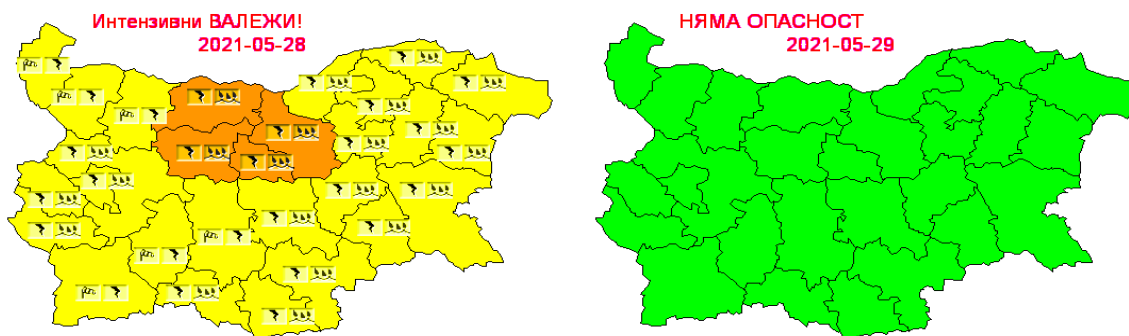 Интензивни ВАЛЕЖИ!
2021-05-28
НЯМА ОПАСНОСТ
2021-05-29